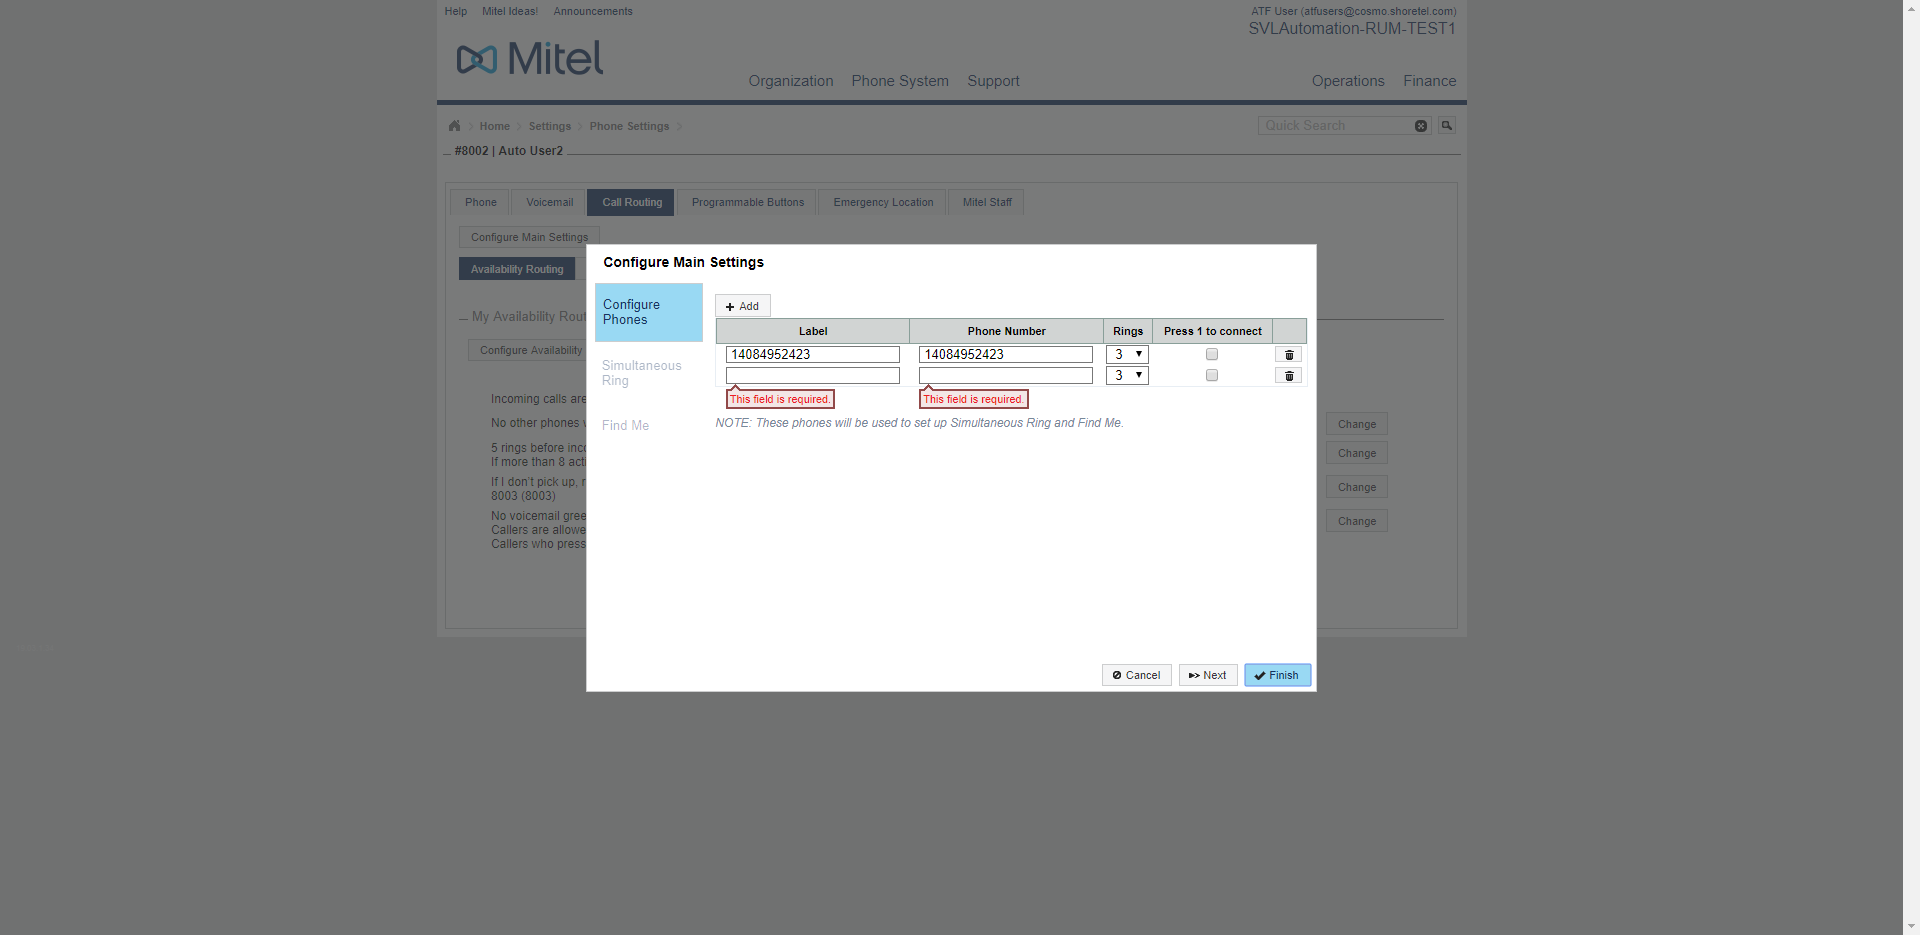 Help Mitel Ideas! Announcements
ATF User (atfusers@cosmo.shoretel.com)
SVLAutomation-RUM-TEST1
Mitel
Organization Phone System Support Operations Finance
Home Settings Phone Settings
Quick Search
#8002 | Auto User2
Phone Voicemail Call Routing Programmable Buttons Emergency Location Mitel Staff
Configure Main Settings
Availability Routing
My Availability Rout
Configure Availability
Incoming calls are
No other phones
5 rings before inc
If more than 8 acti
If I don't pick up, r
8003 (8003)
No voicemail gree
Callers are allowe
Callers who press
Change
Change
Change
Change
Configure Main Settings
Configure Phones
Simultaneous Ring
Find Me
Add
Label Phone Number Rings Press 1 to connect
14084952423 14084952423 3
3
This field is required. This field is required.
NOTE: These phones will be used to set up Simultaneous Ring and Find Me.
Cancel Next Finish